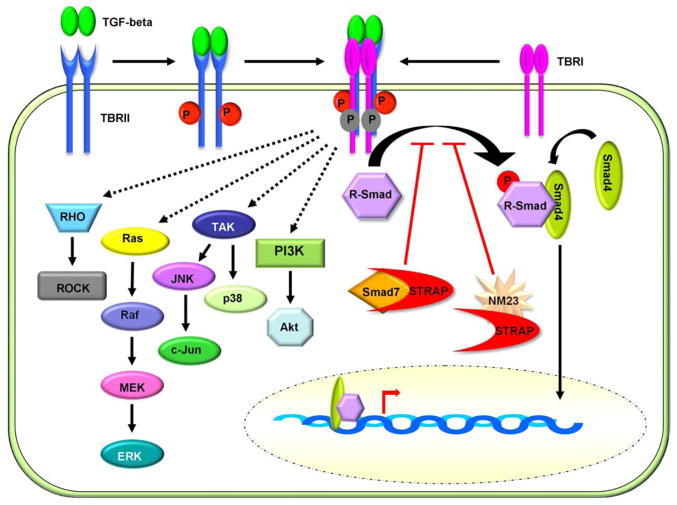 TGF-beta
TBRII
TBRI
P
P
P
P
P
P
R-Smad
P
R-Smad
Smad4
Smad4
RHO
ROCK
Ras
Raf
MEK
ERK
TAK
JNK
p38
c-Jun
PI3K
Akt
Smad7
STRAP
NM23
STRAP